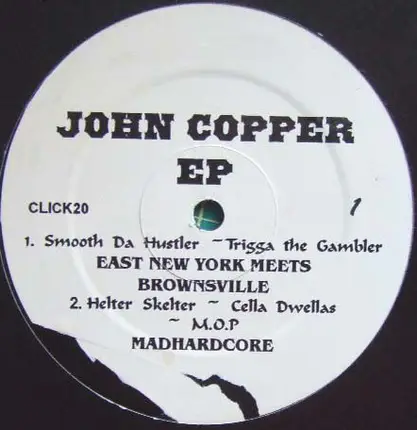 JOHN COPPER
EP
CLICK20
1
1. Smooth Da Hustler ~Trigga the Gambler
EAST NEW YORK MEETS
BROWNSVILLE
2. Helter Skelter ~ Cella Dwellas
~ M.O.P
MADHARDCORE